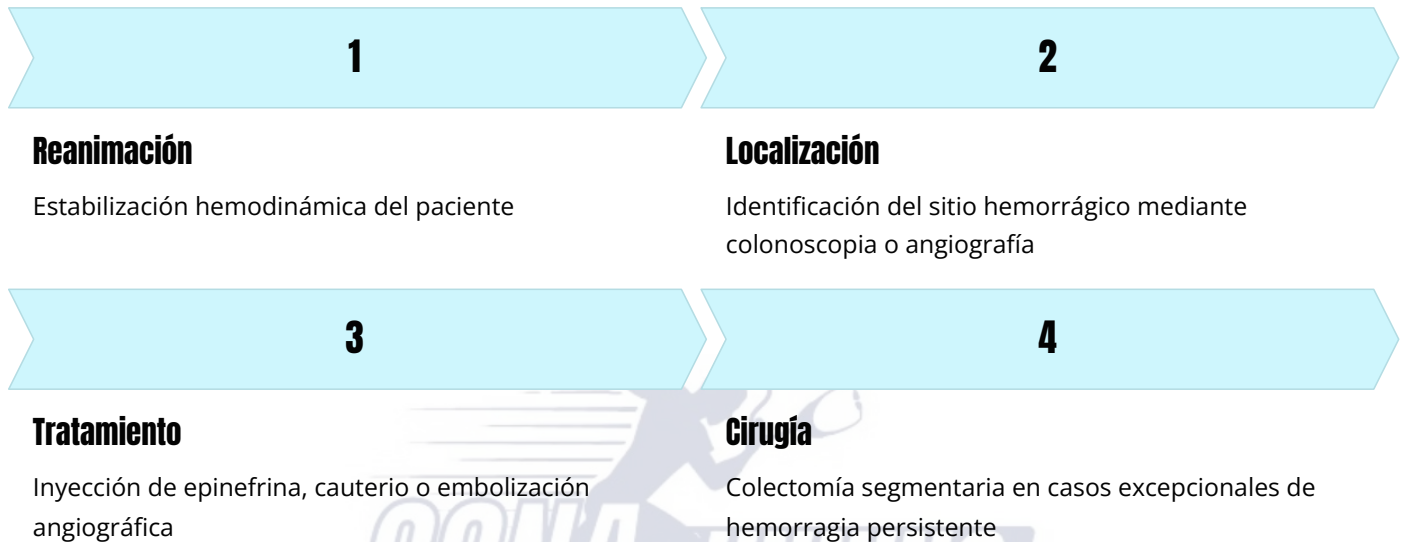 1
2
Reanimación
Estabilización hemodinámica del paciente
Localización
Identificación del sitio hemorrágico mediante
colonoscopia o angiografía
3
4
Tratamiento
Inyección de epinefrina, cauterio o embolización
angiográfica
Cirugía
Colectomía segmentaria en casos excepcionales de
hemorragia persistente